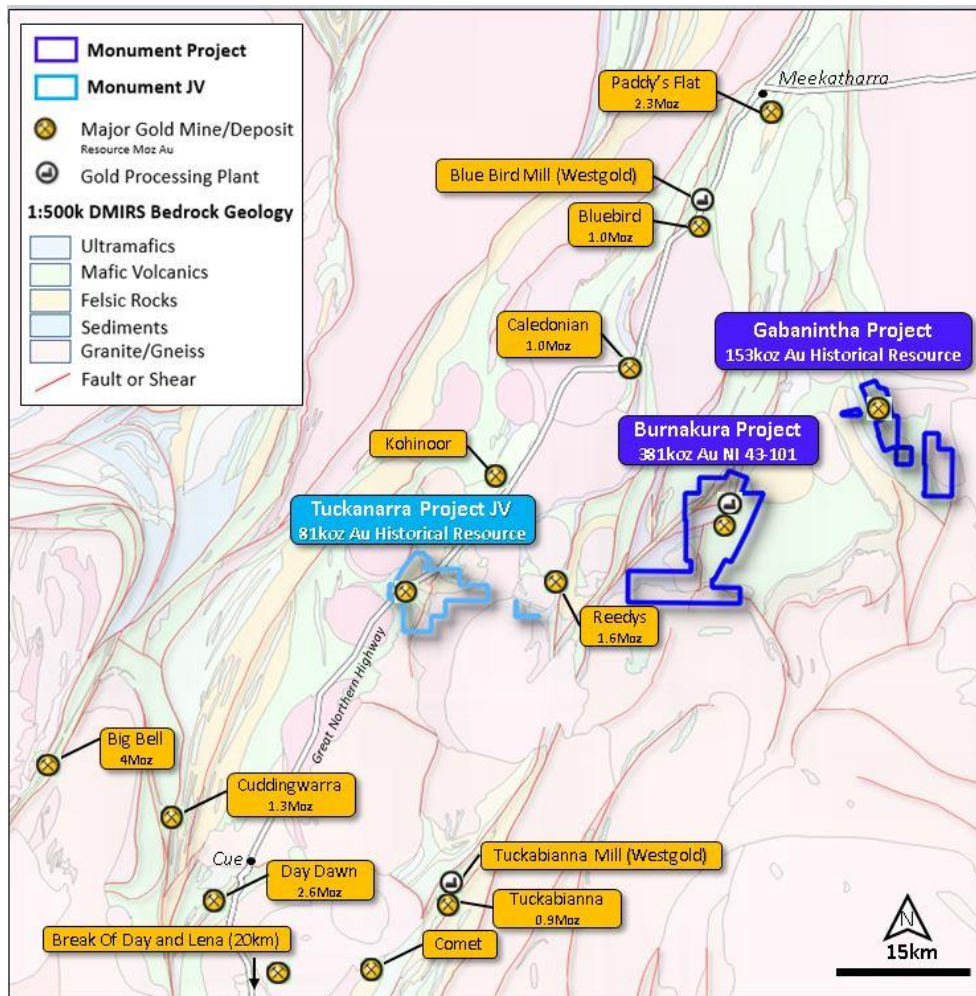 Monument Project
Monument JV
Major Gold Mine/Deposit
Resource Moz Au
Gold Processing Plant
1:500k DMIRS Bedrock Geology
Ultramafics
Mafic Volcanics
Felsic Rocks
Sediments
Granite/Gneiss
Fault or Shear
Meekatharra
Paddy's Flat
2.3Moz
Blue Bird Mill (Westgold)
Bluebird
1.0Moz
Caledonian
1.0Moz
Gabanintha Project
153koz Au Historical Resource
Burnakura Project
381koz Au NI 43-101
Kohinoor
Tuckanarra Project JV
81koz Au Historical Resource
Reedys
1.6Moz
Great Northern Highway
Big Bell
4Moz
Cuddingwarra
1.3Moz
Cue
Day Dawn
2.6Moz
Tuckabianna Mill (Westgold)
Tuckabianna
0.9Moz
Break Of Day and Lena (20km)
Comet
N
15km